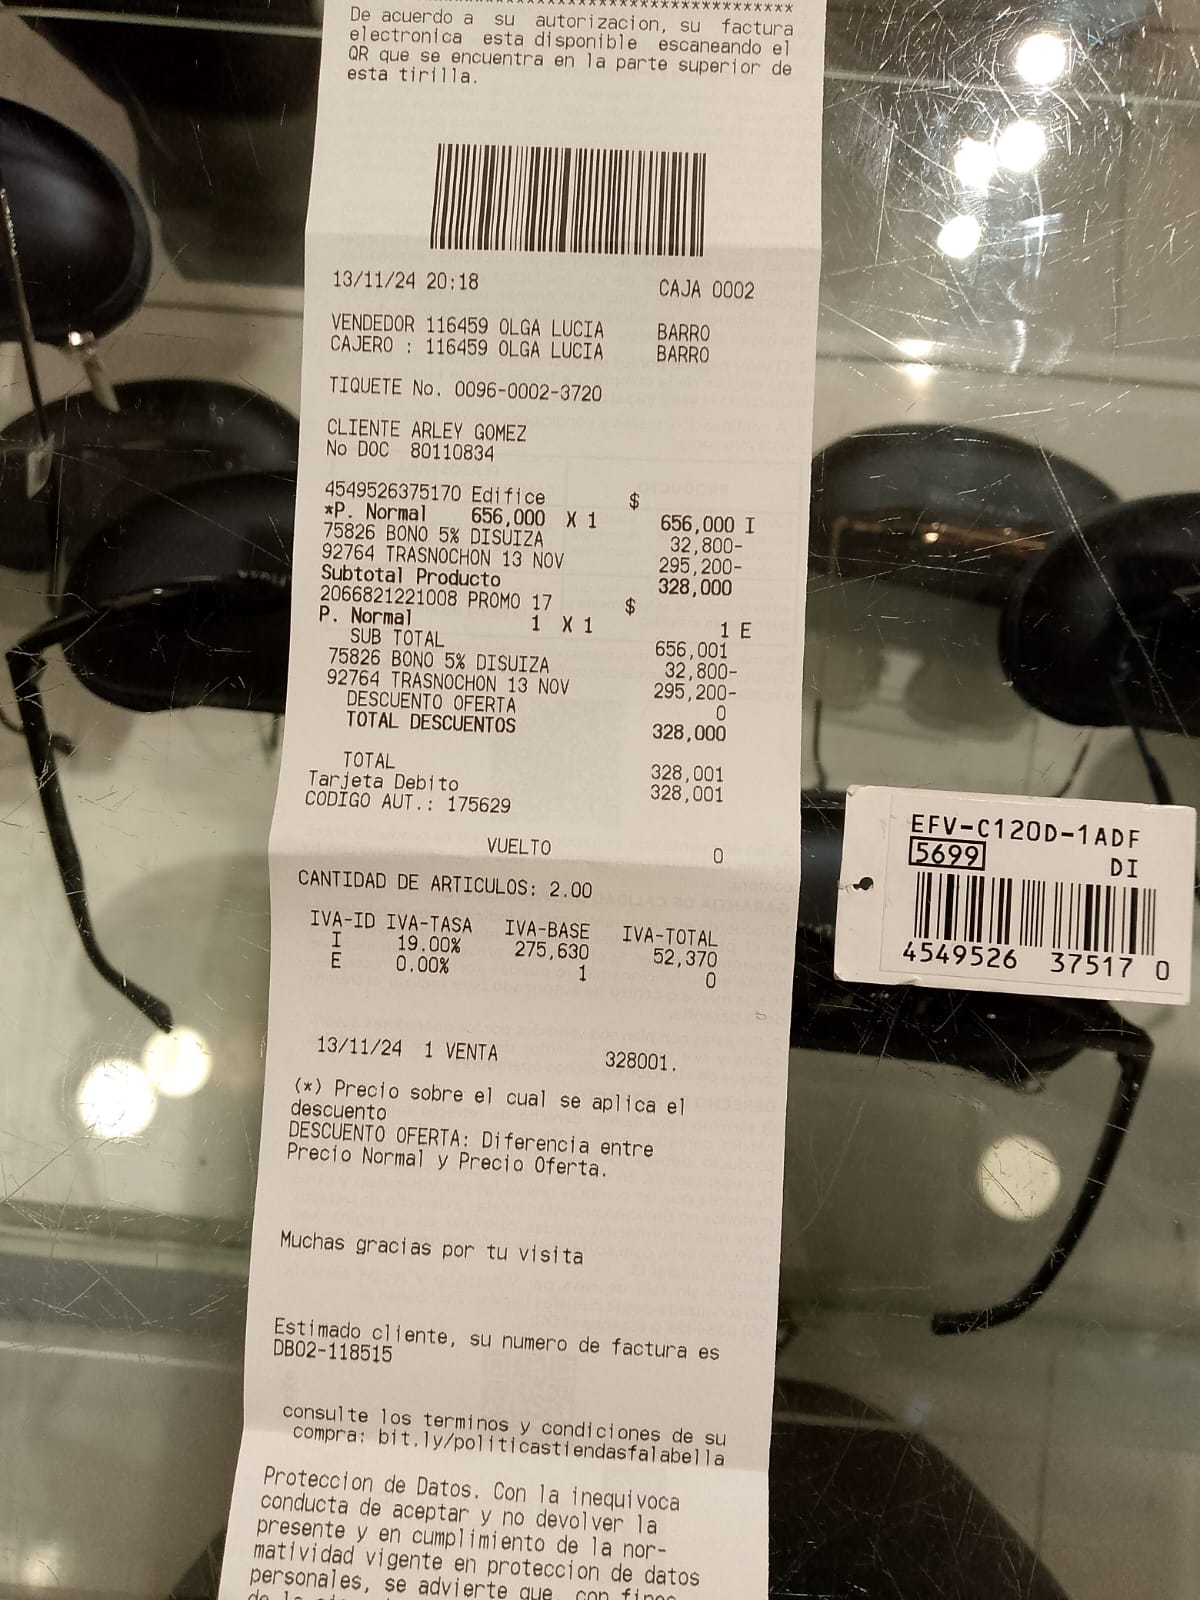 De acuerdo a su autorizacion, su factura
electronica esta disponible escaneando el
QR que se encuentra en la parte superior de
esta tirilla.
13/11/24 20:18 CAJA 0002
VENDEDOR 116459 OLGA LUCIA BARRO
CAJERO : 116459 OLGA LUCIA BARRO
TIQUETE No. 0096-0002-3720
CLIENTE ARLEY GOMEZ
No DOC 80110834
4549526375170 Edifice $
*P. Normal 656,000 X 1 656,000 I
75826 BONO 5% DISUIZA 32,800-
92764 TRASNOCHON 13 NOV 295,200-
Subtotal Producto 328,000
2066821221008 PROMO 17 $
P. Normal 1 X 1 1 E
SUB TOTAL 656,001
75826 BONO 5% DISUIZA 32,800-
92764 TRASNOCHON 13 NOV 295,200-
DESCUENTO OFERTA 0
TOTAL DESCUENTOS 328,000
TOTAL 328,001
Tarjeta Debito 328,001
CODIGO AUT.: 175629
VUELTO 0
CANTIDAD DE ARTICULOS: 2.00
IVA-ID IVA-TASA IVA-BASE IVA-TOTAL
I 19.00% 275,630 52,370
E 0.00% 1 0
13/11/24 1 VENTA 328001.
(*) Precio sobre el cual se aplica el
descuento
DESCUENTO OFERTA: Diferencia entre
Precio Normal y Precio Oferta.
Muchas gracias por tu visita
Estimado cliente, su numero de factura es
DB02-118515
consulte los terminos y condiciones de su
compra: bit.ly/politicastiendasfalabella
Proteccion de Datos. Con la inequivoca
conducta de aceptar y no devolver la
presente y en cumplimiento de la nor-
matividad vigente en proteccion de datos
personales, se advierte que con fines
EFV-C120D-1ADF
5699 DI
4549526 37517 0